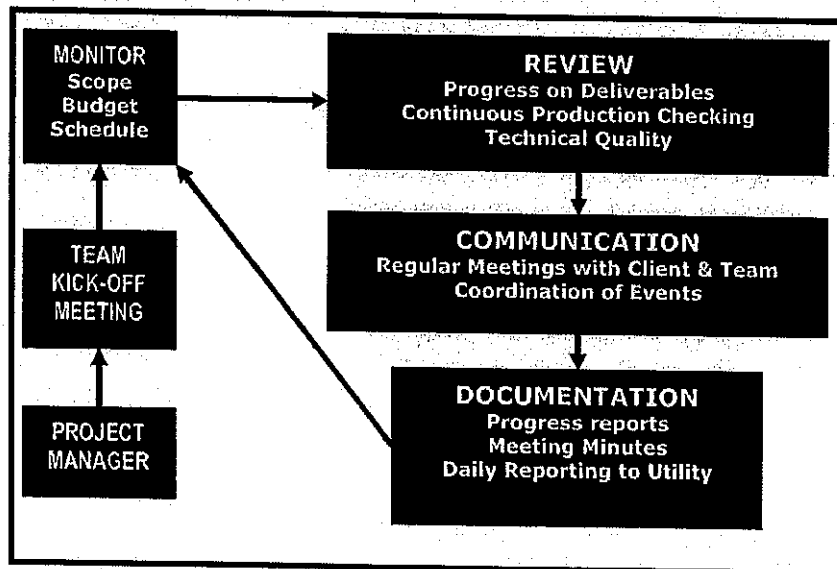 MONITOR
Scope
Budget
Schedule
REVIEW
Progress on Deliverables
Continuous Production Checking
Technical Quality
TEAM
KICK-OFF
MEETING
COMMUNICATION
Regular Meetings with Client & Team
Coordination of Events
PROJECT
MANAGER
DOCUMENTATION
Progress reports
Meeting Minutes
Daily Reporting to Utility